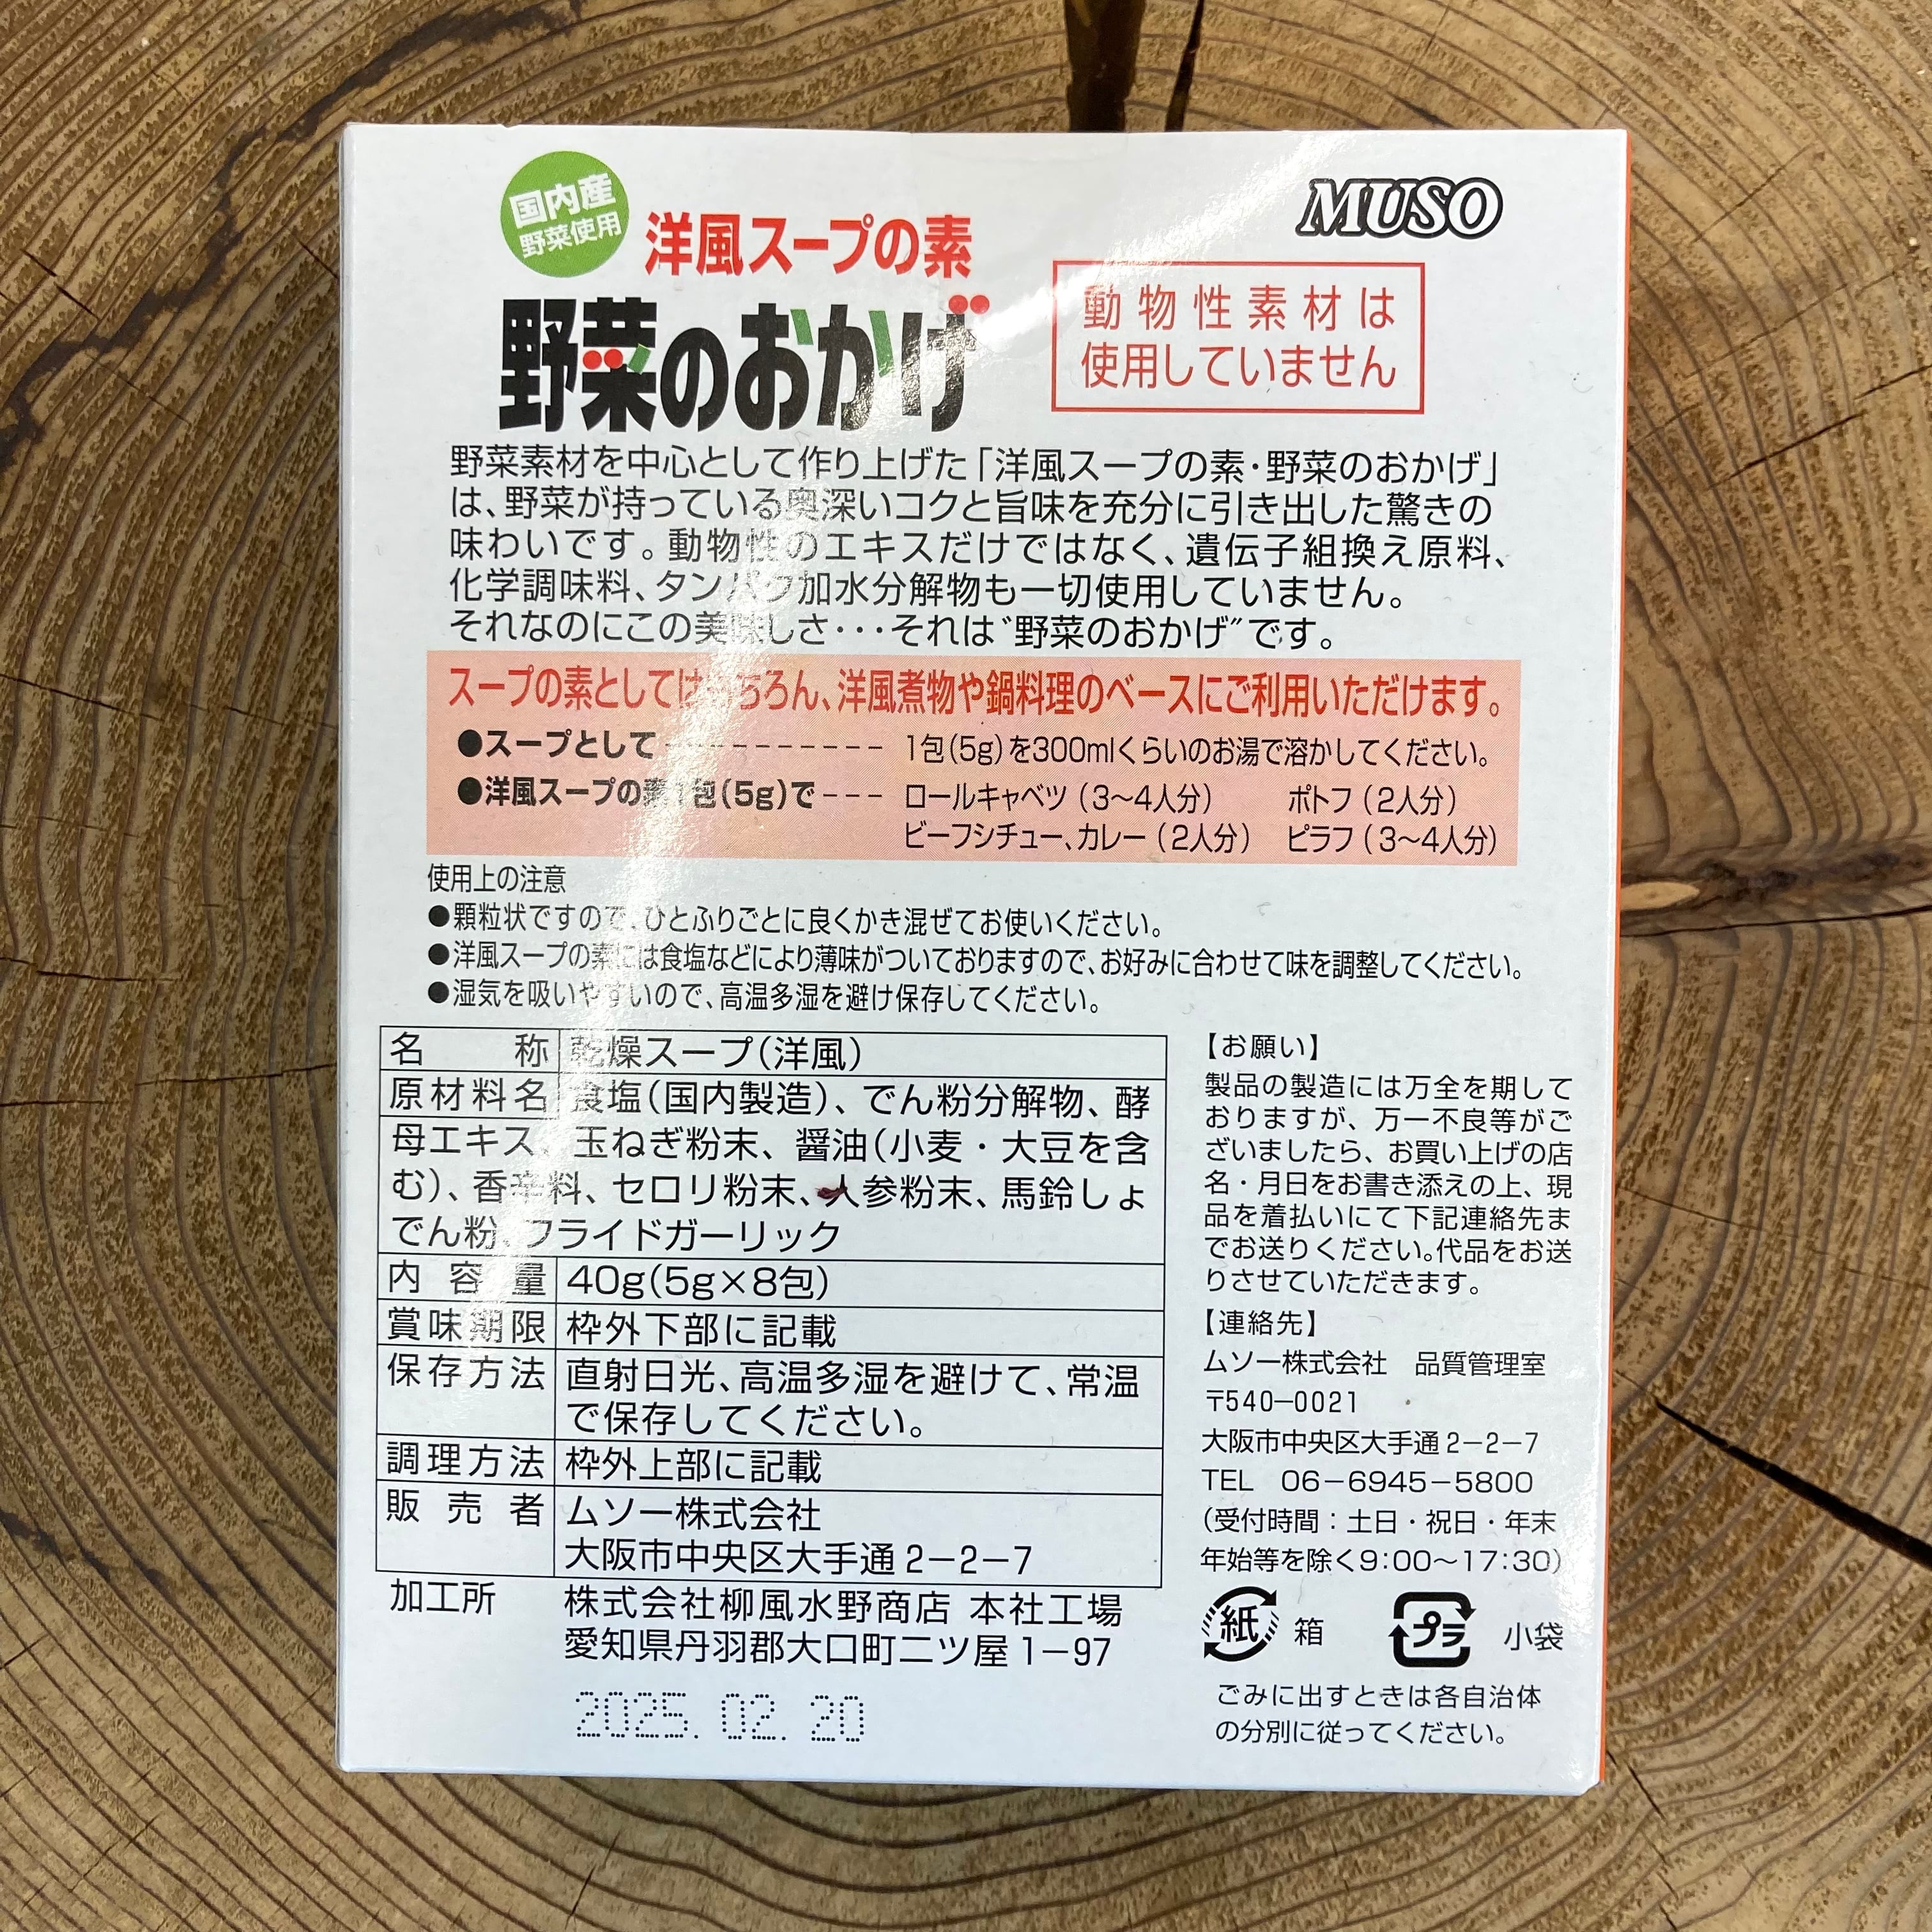 国内産
野菜使用
洋風スープの素
MUSO
野菜のおかげ
動物性素材は
使用していません
野菜素材を中心として作り上げた「洋風スープの素・野菜のおかげ」
は、野菜が持っている奥深いコクと旨味を充分に引き出した驚きの
味わいです。動物性のエキスだけではなく、遺伝子組換え原料、
化学調味料、タンパク加水分解物も一切使用していません。
それなのにこの美味しさ・・・それは“野菜のおかげ”です。
スープの素としてはもちろん、洋風煮物や鍋料理のベースにご利用いただけます。
●スープとして----------- 1包(5g)を300mlくらいのお湯で溶かしてください。
●洋風スープの素1包(5g)で--- ロールキャベツ(3〜4人分) ポトフ(2人分)
ビーフシチュー、カレー(2人分) ピラフ(3〜4人分)
使用上の注意
●顆粒状ですので、ひとふりごとに良くかき混ぜてお使いください。
●洋風スープの素には食塩などにより薄味がついておりますので、お好みに合わせて味を調整してください。
●湿気を吸いやすいので、高温多湿を避け保存してください。
名称 乾燥スープ(洋風)
原材料名 食塩(国内製造)、でん粉分解物、酵
母エキス、玉ねぎ粉末、醤油(小麦・大豆を含
む)、香辛料、セロリ粉末、人参粉末、馬鈴しょ
でん粉、フライドガーリック
内容量 40g(5g×8包)
賞味期限 枠外下部に記載
保存方法 直射日光、高温多湿を避けて、常温
で保存してください。
調理方法 枠外上部に記載
販売者 ムソー株式会社
大阪市中央区大手通2−2−7
加工所 株式会社柳風水野商店 本社工場
愛知県丹羽郡大口町二ツ屋1−97
2025.02.20
【お願い】
製品の製造には万全を期して
おりますが、万一不良等がご
ざいましたら、お買い上げの店
名・月日をお書き添えの上、現
品を着払いにて下記連絡先ま
でお送りください。代品をお送
りさせていただきます。
【連絡先】
ムソー株式会社 品質管理室
〒540−0021
大阪市中央区大手通2−2−7
TEL 06−6945−5800
(受付時間：土日・祝日・年末
年始等を除く9:00〜17:30)
紙 箱 プラ 小袋
ごみに出すときは各自治体
の分別に従ってください。